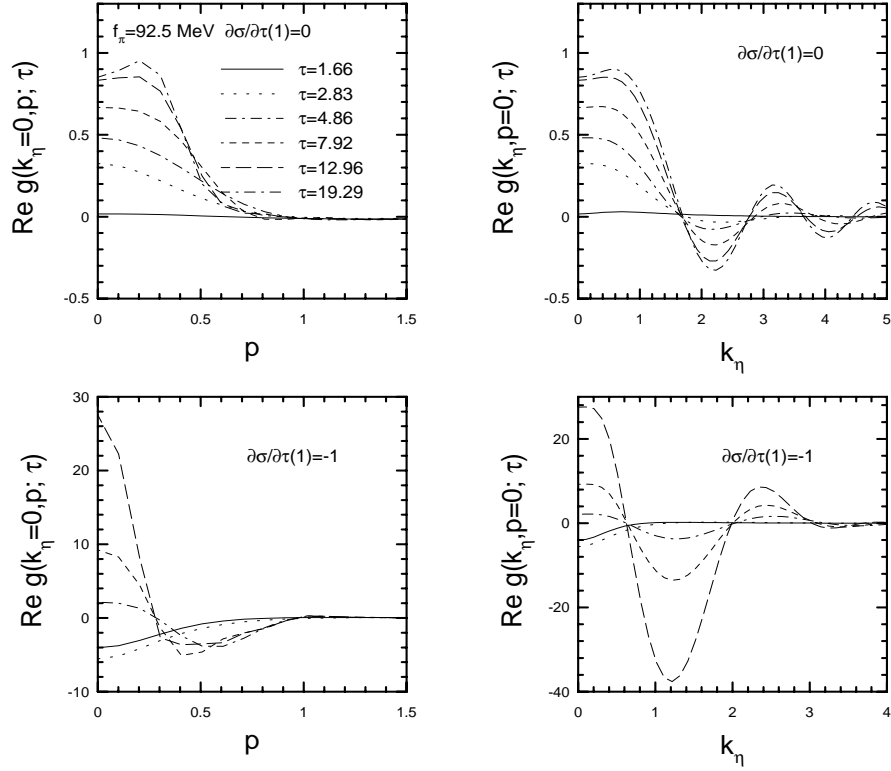 f_π=92.5 MeV ∂σ/∂τ(1)=0
τ=1.66
τ=2.83
τ=4.86
τ=7.92
τ=12.96
τ=19.29
Re g(k_η=0,p; τ)
1
0.5
0
-0.5
0 0.5 1 1.5
p
∂σ/∂τ(1)=0
Re g(k_η,p=0; τ)
1
0.5
0
-0.5
0 1 2 3 4 5
k_η
∂σ/∂τ(1)=-1
Re g(k_η=0,p; τ)
30
20
10
0
-10
0 0.5 1 1.5
p
∂σ/∂τ(1)=-1
Re g(k_η,p=0; τ)
20
0
-20
-40
0 1 2 3 4
k_η